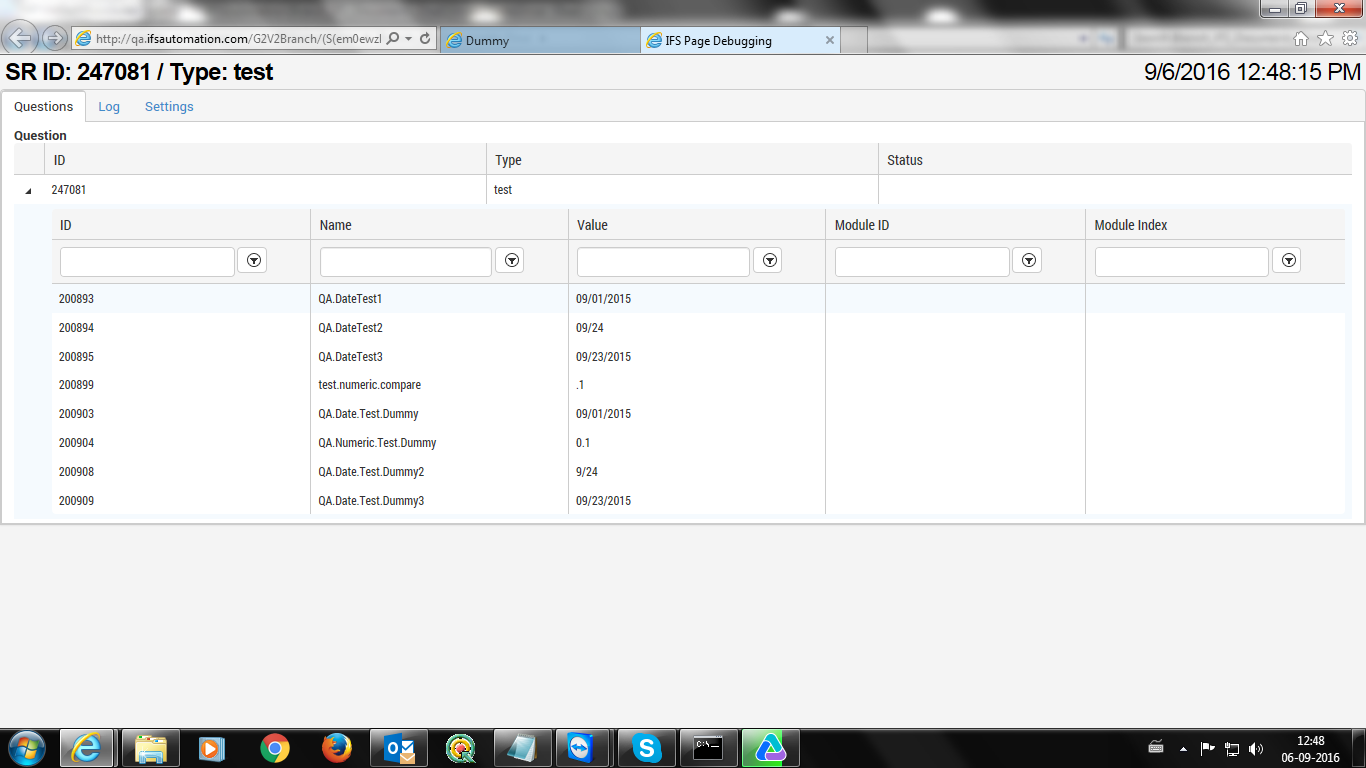 http://qa.ifsautomation.com/G2V2Branch/(S(em0ewzl
Dummy
IFS Page Debugging
SR ID: 247081 / Type: test
9/6/2016 12:48:15 PM
Questions Log Settings
Question
ID Type Status
247081 test
ID Name Value Module ID Module Index
200893 QA.DateTest1 09/01/2015
200894 QA.DateTest2 09/24
200895 QA.DateTest3 09/23/2015
200899 test.numeric.compare .1
200903 QA.Date.Test.Dummy 09/01/2015
200904 QA.Numeric.Test.Dummy 0.1
200908 QA.Date.Test.Dummy2 9/24
200909 QA.Date.Test.Dummy3 09/23/2015
12:48
06-09-2016